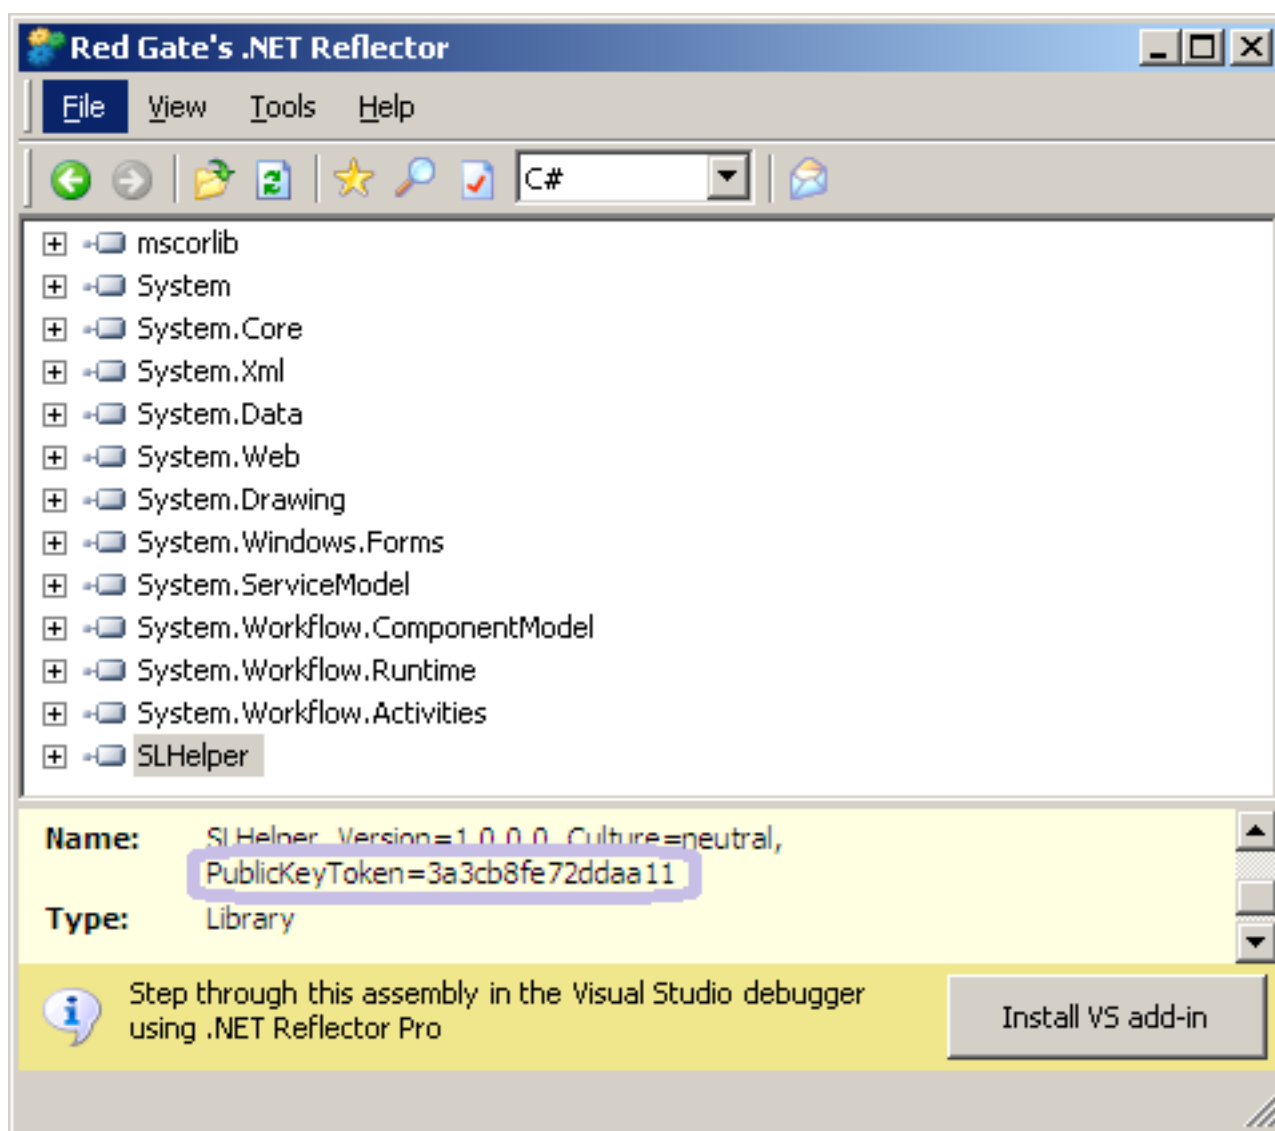 Red Gate's .NET Reflector
File View Tools Help
C#
mscorlib
System
System.Core
System.Xml
System.Data
System.Web
System.Drawing
System.Windows.Forms
System.ServiceModel
System.Workflow.ComponentModel
System.Workflow.Runtime
System.Workflow.Activities
SLHelper
Name: SLHelper, Version=1.0.0.0, Culture=neutral,
PublicKeyToken=3a3cb8fe72ddaa11
Type: Library
Step through this assembly in the Visual Studio debugger
using .NET Reflector Pro
Install VS add-in